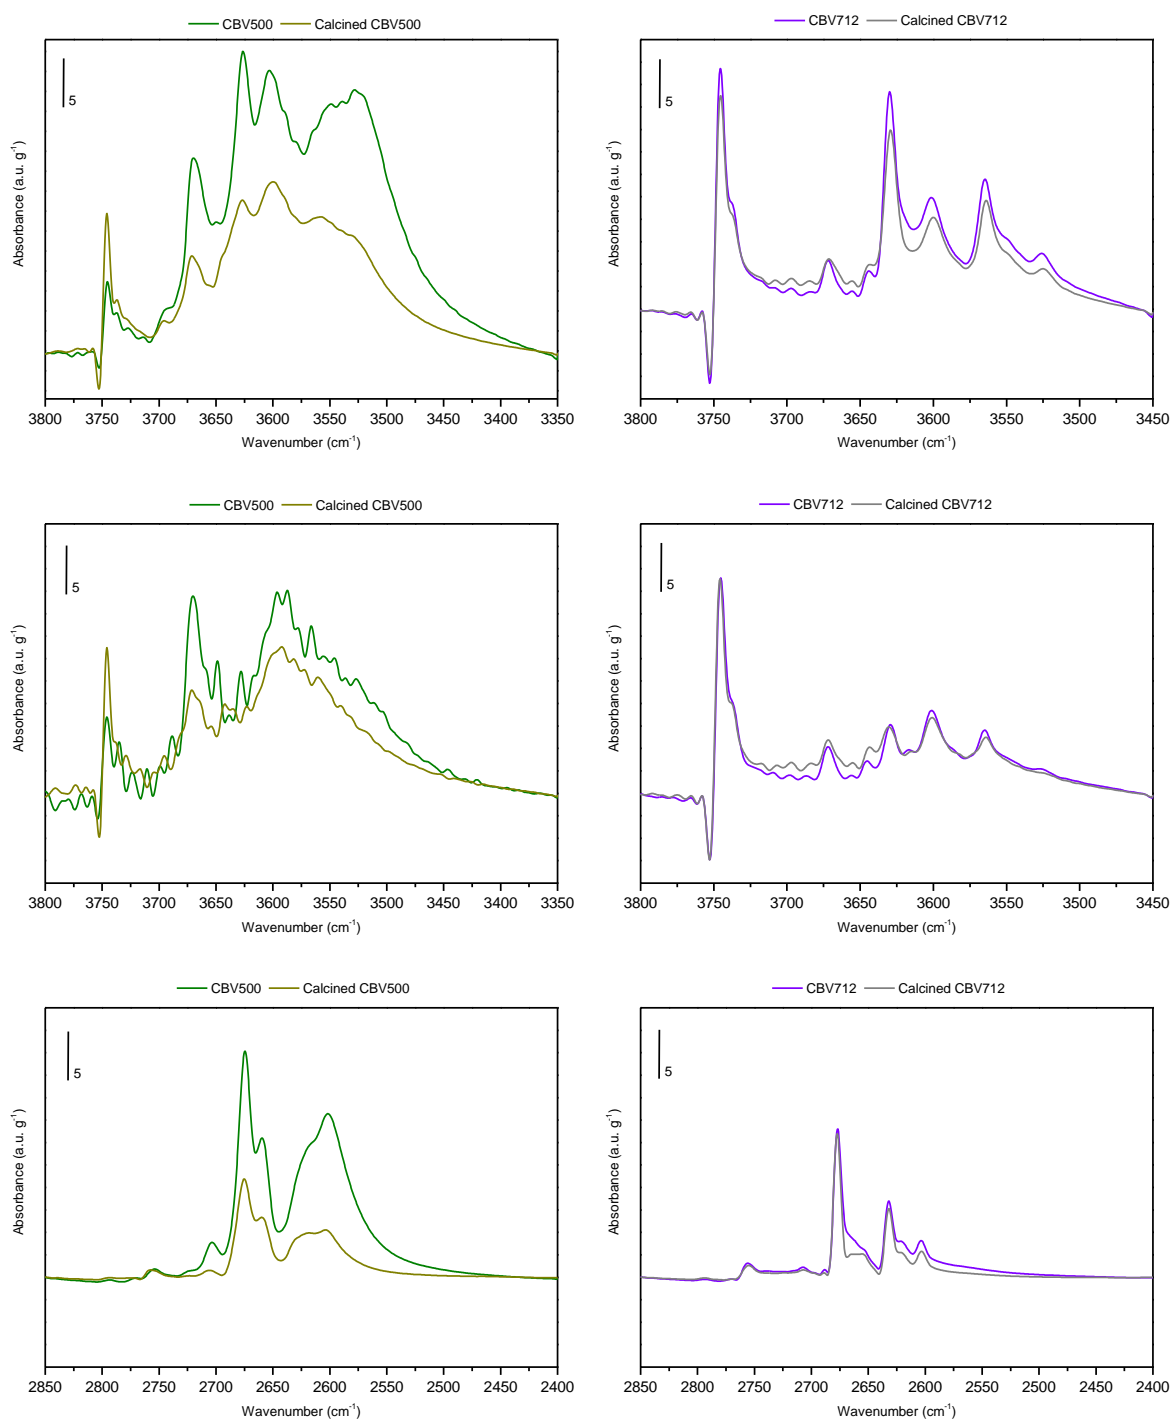 CBV500 Calcined CBV500
CBV712 Calcined CBV712
5
5
Absorbance (a.u. g-1)
Absorbance (a.u. g-1)
3800 3750 3700 3650 3600 3550 3500 3450 3400 3350
3800 3750 3700 3650 3600 3550 3500 3450
Wavenumber (cm-1)
Wavenumber (cm-1)
CBV500 Calcined CBV500
CBV712 Calcined CBV712
5
5
Absorbance (a.u. g-1)
Absorbance (a.u. g-1)
3800 3750 3700 3650 3600 3550 3500 3450 3400 3350
3800 3750 3700 3650 3600 3550 3500 3450
Wavenumber (cm-1)
Wavenumber (cm-1)
CBV500 Calcined CBV500
CBV712 Calcined CBV712
5
5
Absorbance (a.u. g-1)
Absorbance (a.u. g-1)
2850 2800 2750 2700 2650 2600 2550 2500 2450 2400
2850 2800 2750 2700 2650 2600 2550 2500 2450 2400
Wavenumber (cm-1)
Wavenumber (cm-1)